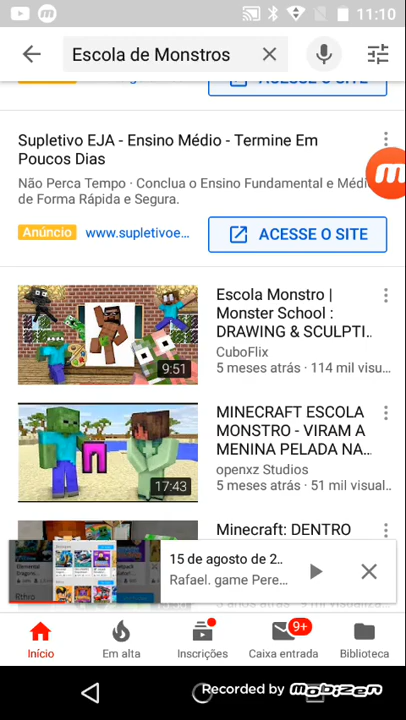 11:10
Escola de Monstros
ACESSE O SITE
Supletivo EJA - Ensino Médio - Termine Em
Poucos Dias
Não Perca Tempo · Conclua o Ensino Fundamental e Médi
de Forma Rápida e Segura.
Anúncio www.supletivoe... ACESSE O SITE
Escola Monstro |
Monster School :
DRAWING & SCULPTI..
CuboFlix
5 meses atrás · 114 mil visu...
9:51
MINECRAFT ESCOLA
MONSTRO - VIRAM A
MENINA PELADA NA...
openxz Studios
5 meses atrás · 51 mil visual..
17:43
Minecraft: DENTRO
15 de agosto de 2..
Rafael. game Pere...
Rthro
Início
Em alta
Inscrições
9+
Caixa entrada
Biblioteca
Recorded by mobizen